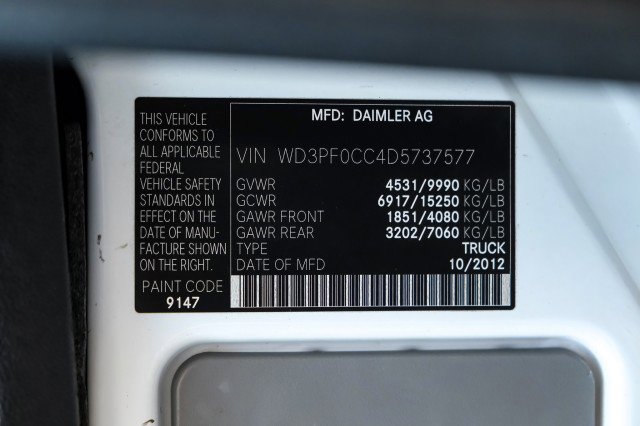 THIS VEHICLE
CONFORMS TO
ALL APPLICABLE
FEDERAL
VEHICLE SAFETY
STANDARDS IN
EFFECT ON THE
DATE OF MANU-
FACTURE SHOWN
ON THE RIGHT.
PAINT CODE
9147
MFD: DAIMLER AG
VIN WD3PF0CC4D5737577
GVWR 4531/9990 KG/LB
GCWR 6917/15250 KG/LB
GAWR FRONT 1851/4080 KG/LB
GAWR REAR 3202/7060 KG/LB
TYPE TRUCK
DATE OF MFD 10/2012